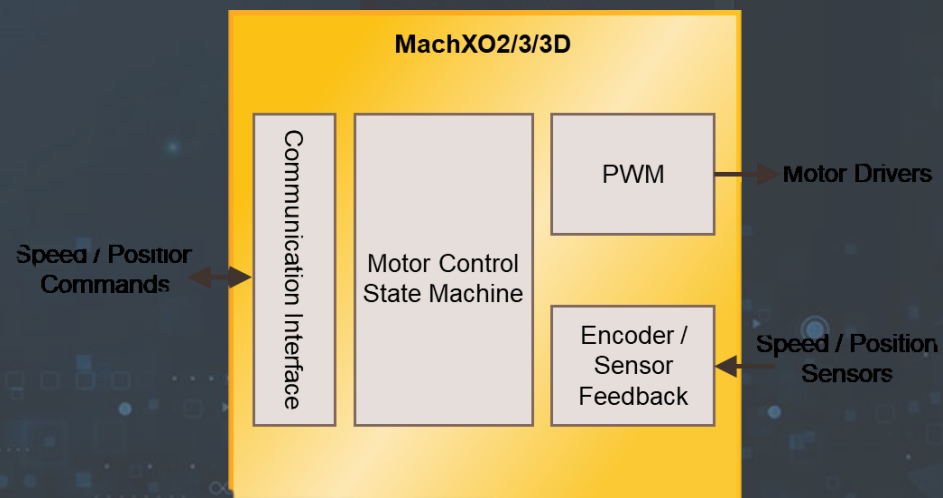 MachXO2/3/3D
Communication Interface
Motor Control
State Machine
PWM
Encoder /
Sensor
Feedback
Speed / Position
Commands
Motor Drivers
Speed / Position
Sensors